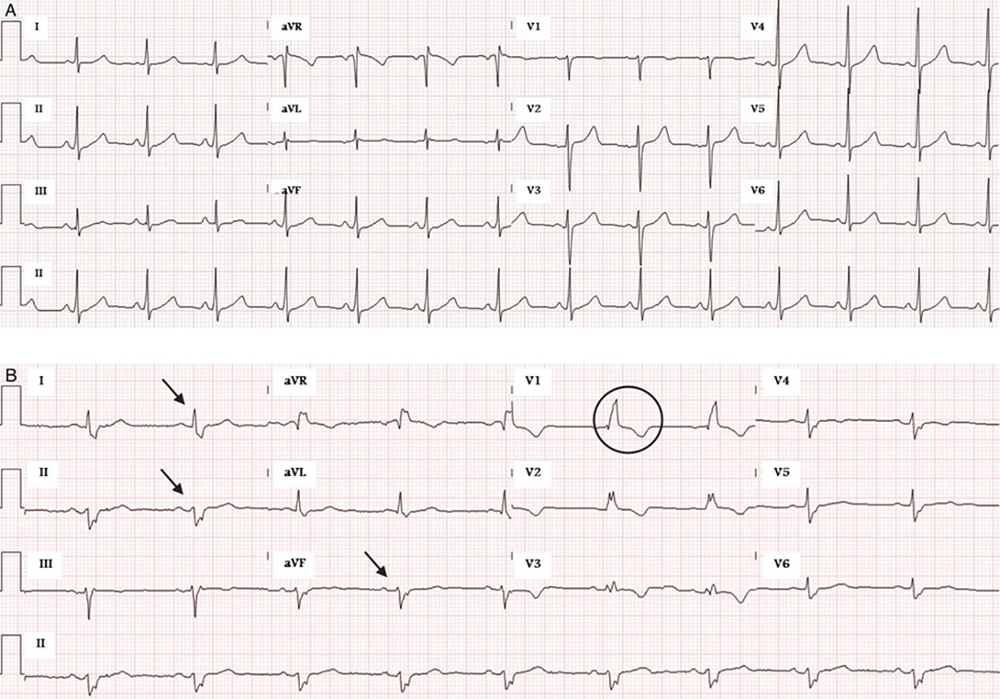 A
I aVR V1 V4
II aVL V2 V5
III aVF V3 V6
II
B
I aVR V1 V4
II aVL V2 V5
III aVF V3 V6
II